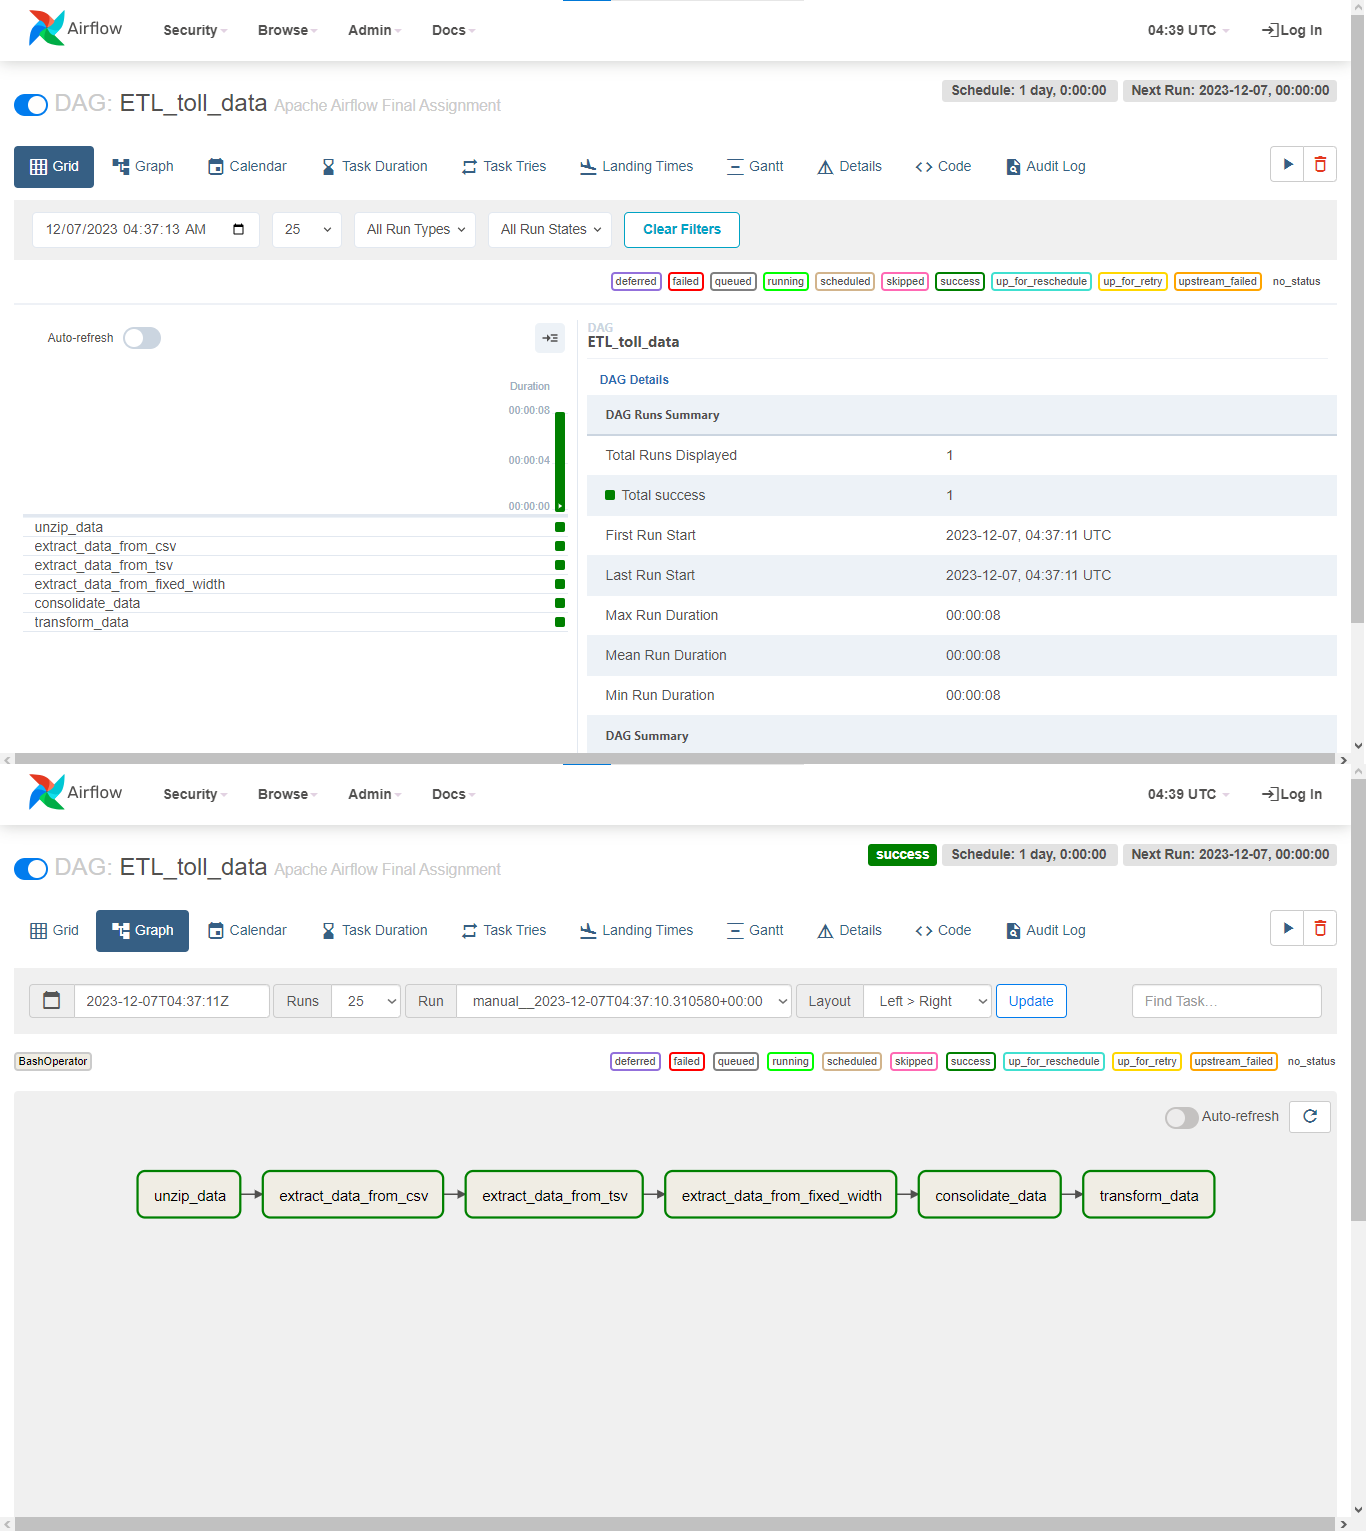 Airflow Security Browse Admin Docs 04:39 UTC Log In
DAG: ETL_toll_data Apache Airflow Final Assignment Schedule: 1 day, 0:00:00 Next Run: 2023-12-07, 00:00:00
Grid Graph Calendar Task Duration Task Tries Landing Times Gantt Details Code Audit Log
12/07/2023 04:37:13 AM 25 All Run Types All Run States Clear Filters
deferred failed queued running scheduled skipped success up_for_reschedule up_for_retry upstream_failed no_status
Auto-refresh
Duration
00:00:08
00:00:04
00:00:00
unzip_data
extract_data_from_csv
extract_data_from_tsv
extract_data_from_fixed_width
consolidate_data
transform_data
DAG
ETL_toll_data
DAG Details
DAG Runs Summary
Total Runs Displayed 1
Total success 1
First Run Start 2023-12-07, 04:37:11 UTC
Last Run Start 2023-12-07, 04:37:11 UTC
Max Run Duration 00:00:08
Mean Run Duration 00:00:08
Min Run Duration 00:00:08
DAG Summary
Airflow Security Browse Admin Docs 04:39 UTC Log In
DAG: ETL_toll_data Apache Airflow Final Assignment success Schedule: 1 day, 0:00:00 Next Run: 2023-12-07, 00:00:00
Grid Graph Calendar Task Duration Task Tries Landing Times Gantt Details Code Audit Log
2023-12-07T04:37:11Z Runs 25 Run manual__2023-12-07T04:37:10.310580+00:00 Layout Left > Right Update Find Task...
BashOperator deferred failed queued running scheduled skipped success up_for_reschedule up_for_retry upstream_failed no_status
Auto-refresh
unzip_data extract_data_from_csv extract_data_from_tsv extract_data_from_fixed_width consolidate_data transform_data